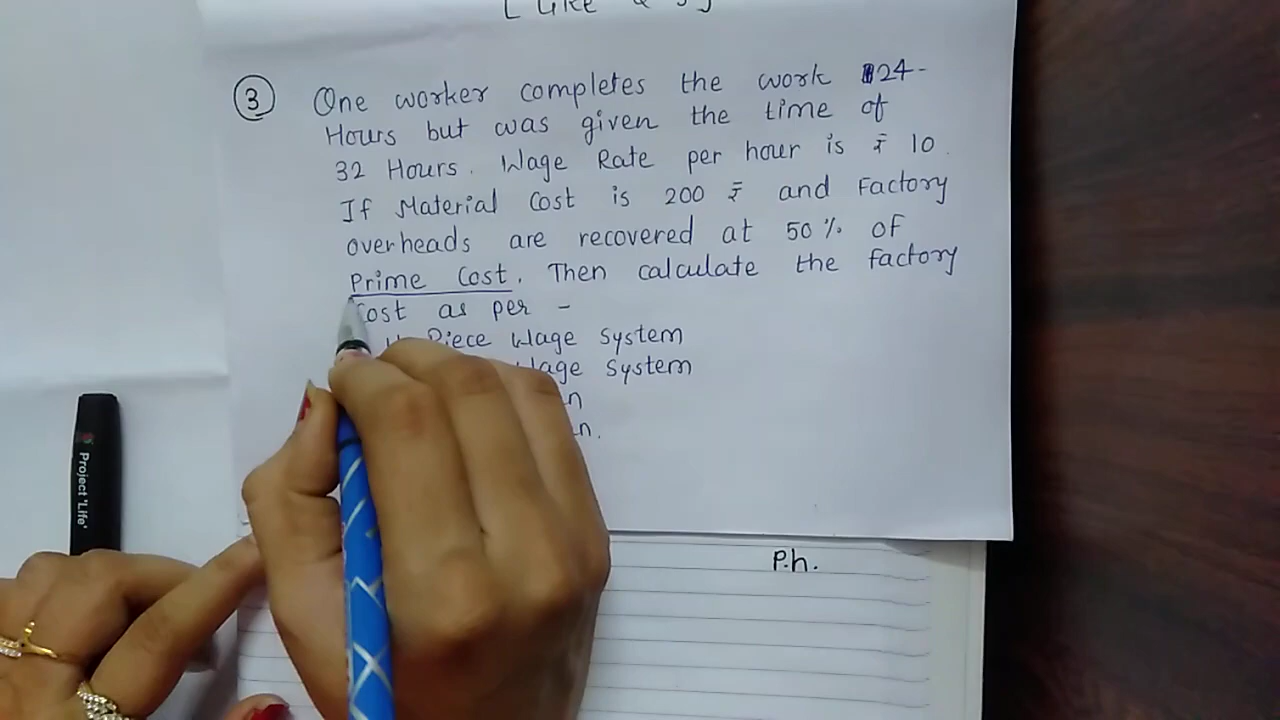 ③ One worker completes the work 24-
Hours but was given the time of
32 Hours. Wage Rate per hour is ₹ 10.
If Material Cost is 200 ₹ and Factory
overheads are recovered at 50% of
Prime Cost. Then calculate the factory
Cost as per -
Piece Wage System
Wage System
P.h.
Project 'Life'